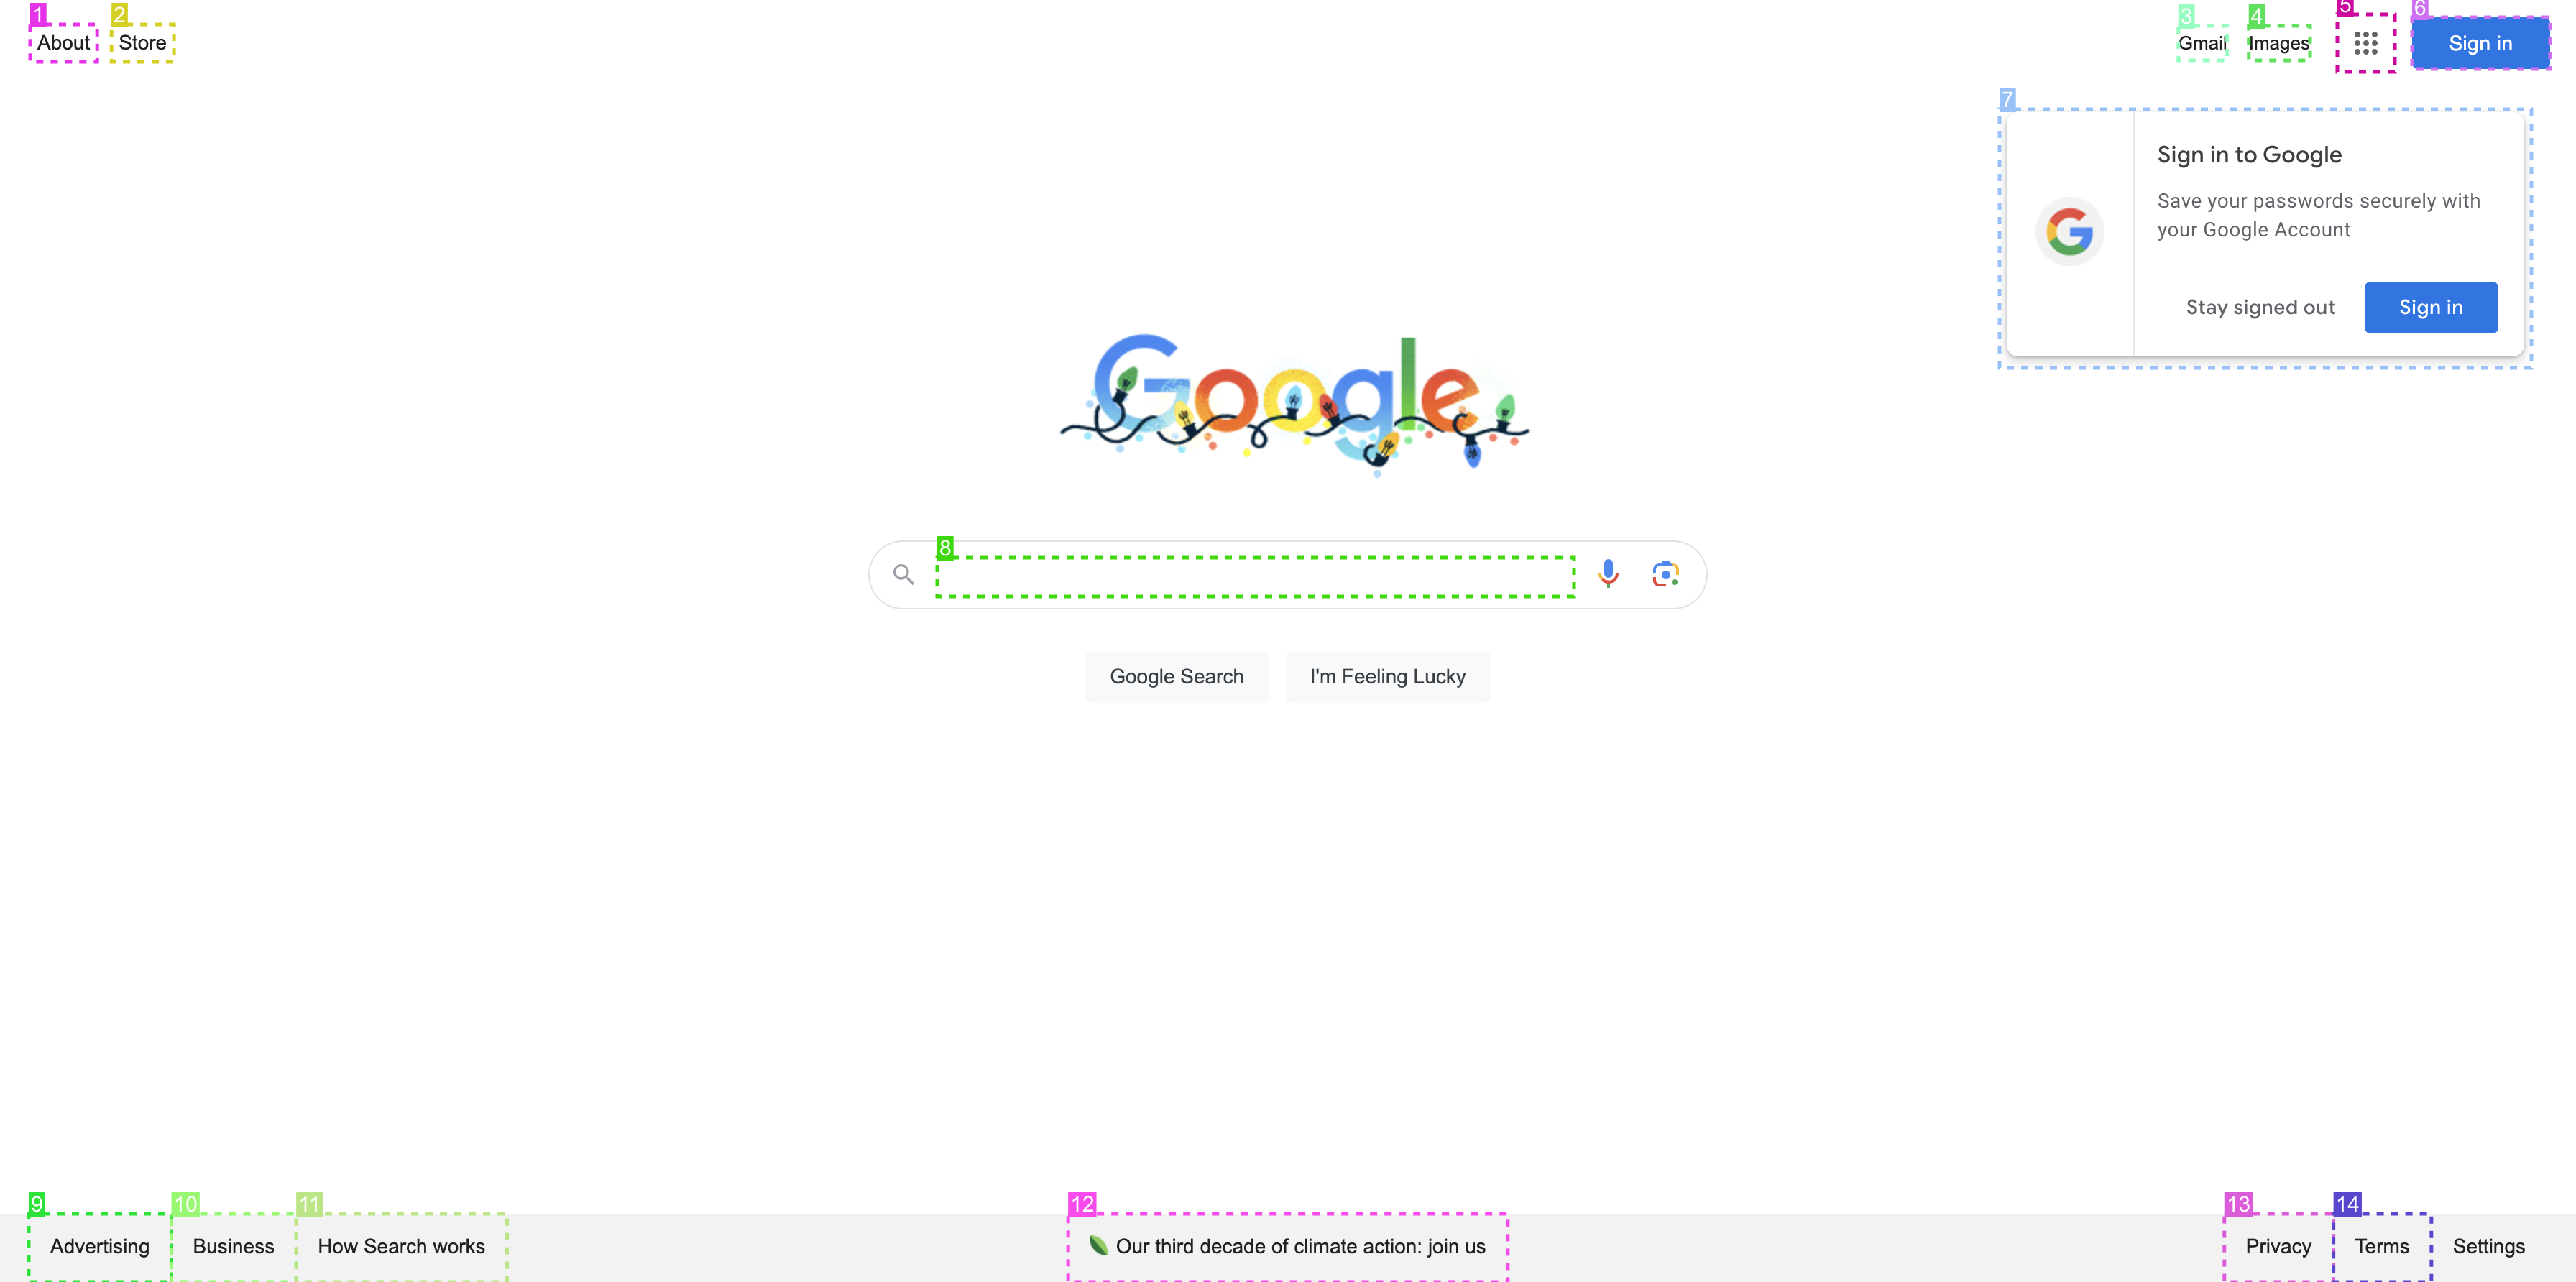 1
2
3
4
5
6
About
Store
Gmail
Images
Sign in
7
Sign in to Google
Save your passwords securely with
your Google Account
Stay signed out
Sign in
Google
8
Google Search
I'm Feeling Lucky
9
10
11
12
13
14
Advertising
Business
How Search works
Our third decade of climate action: join us
Privacy
Terms
Settings